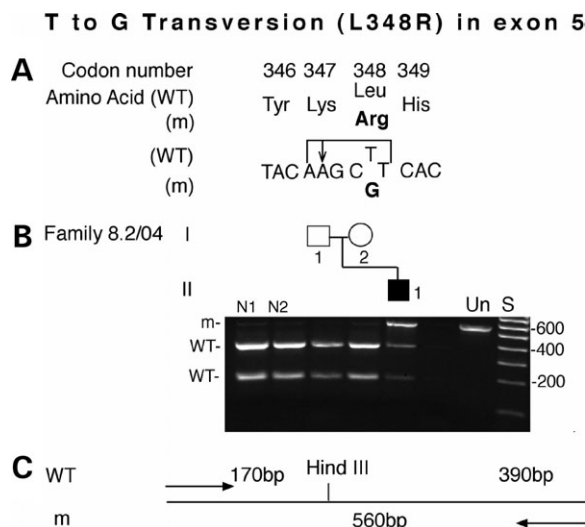 T to G Transversion (L348R) in exon 5
A
Codon number 346 347 348 349
Amino Acid (WT) Tyr Lys Leu His
(m) Arg
(WT) T
TAC AAGC T CAC
(m) G
B Family 8.2/04 I
1 2
II 1
N1 N2 Un S
m- -600
WT- -400
WT- -200
C WT 170bp Hind III 390bp
m 560bp